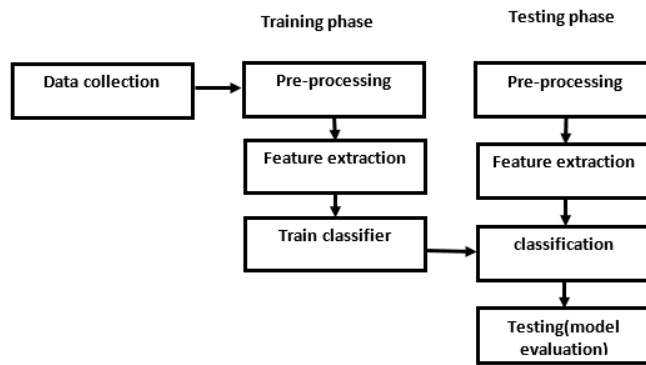 Training phase
Testing phase
Data collection
Pre-processing
Pre-processing
Feature extraction
Feature extraction
Train classifier
classification
Testing(model
evaluation)